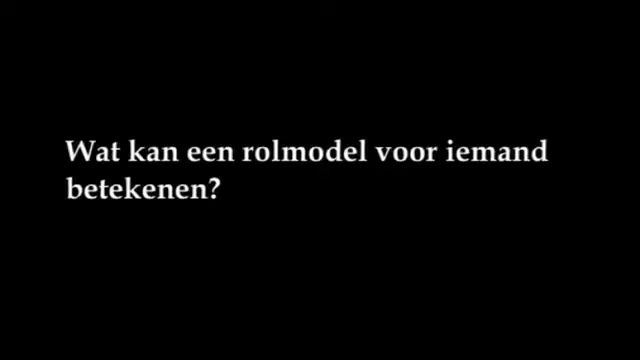 Wat kan een rolmodel voor iemand
betekenen?